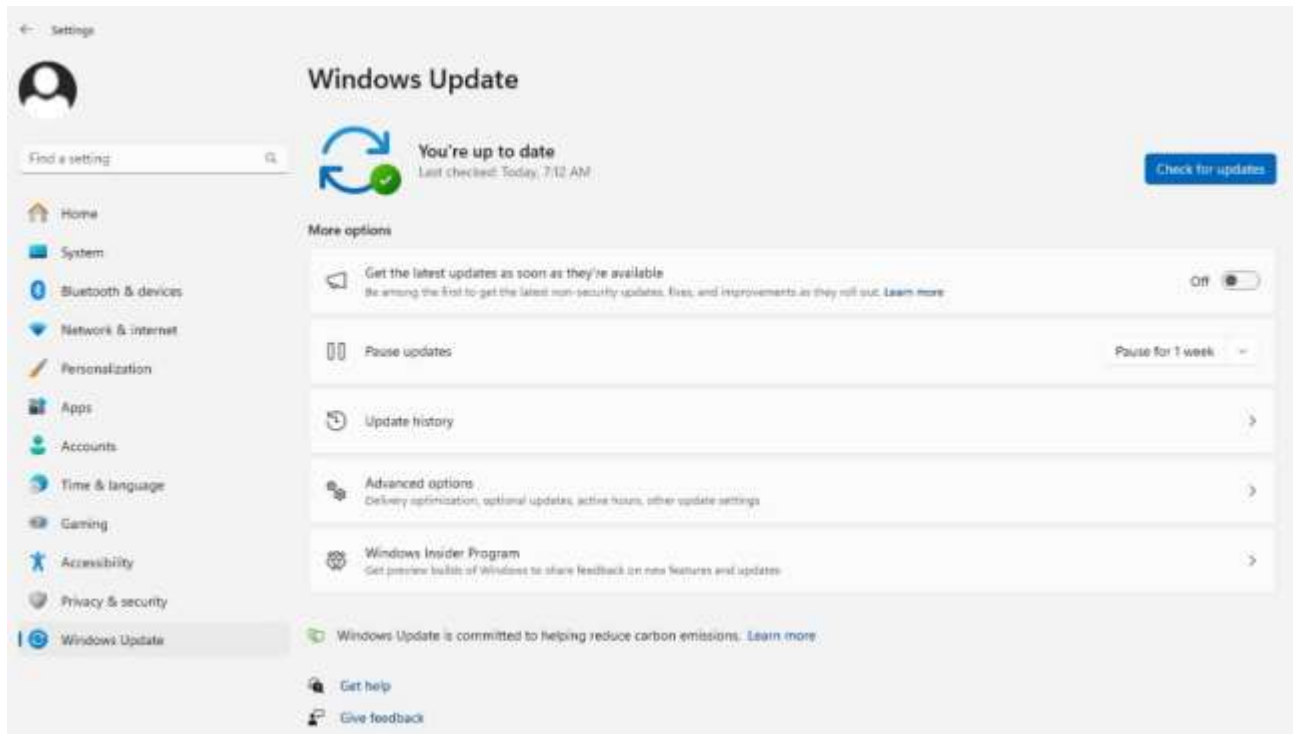 Settings
Windows Update
You're up to date
Last checked: Today, 7:12 AM
Check for updates
Find a setting
Home
System
Bluetooth & devices
Network & internet
Personalization
Apps
Accounts
Time & language
Gaming
Accessibility
Privacy & security
Windows Update
More options
Get the latest updates as soon as they're available
Be among the first to get the latest non-security updates, fixes, and improvements as they roll out. Learn more
Off
Pause updates
Pause for 1 week
Update history
Advanced options
Delivery optimization, optional updates, active hours, other update settings
Windows Insider Program
Get preview builds of Windows to share feedback on new features and updates
Windows Update is committed to helping reduce carbon emissions. Learn more
Get help
Give feedback